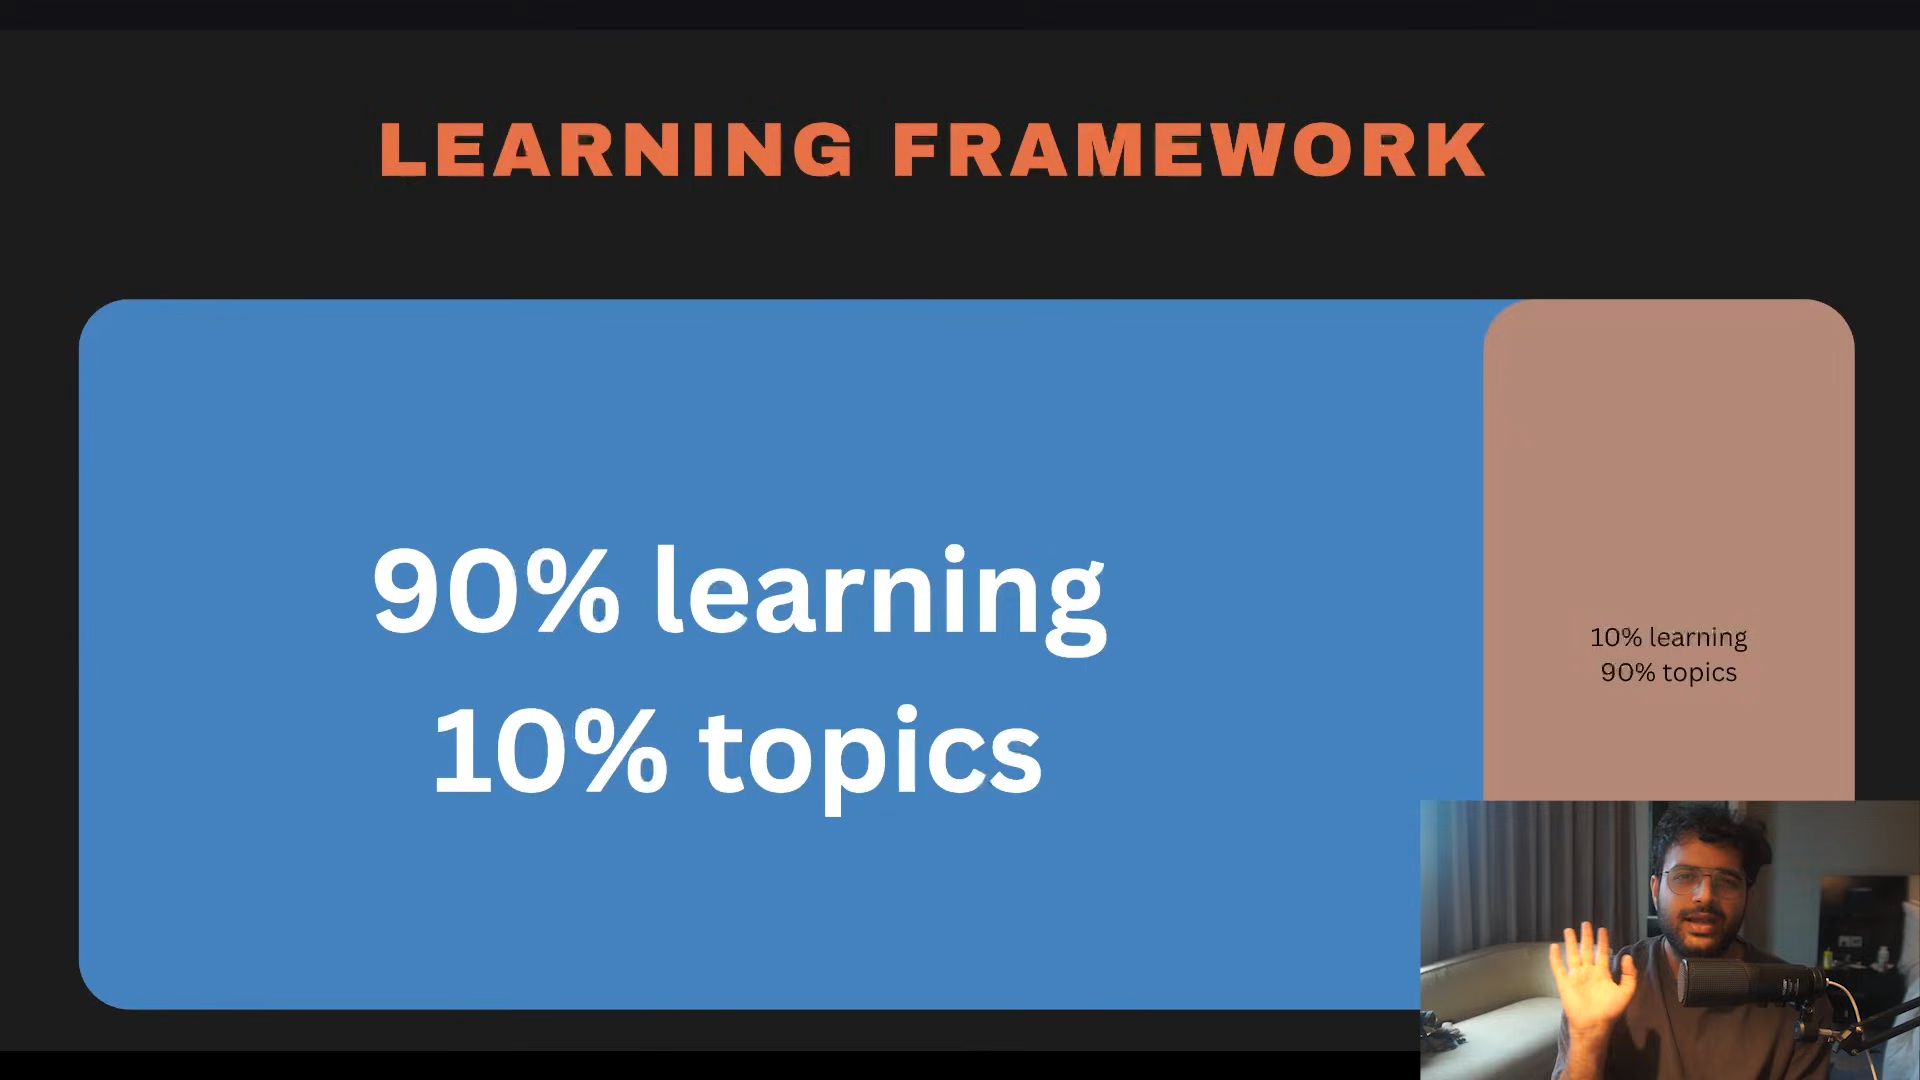 LEARNING FRAMEWORK
90% learning
10% topics
10% learning
90% topics